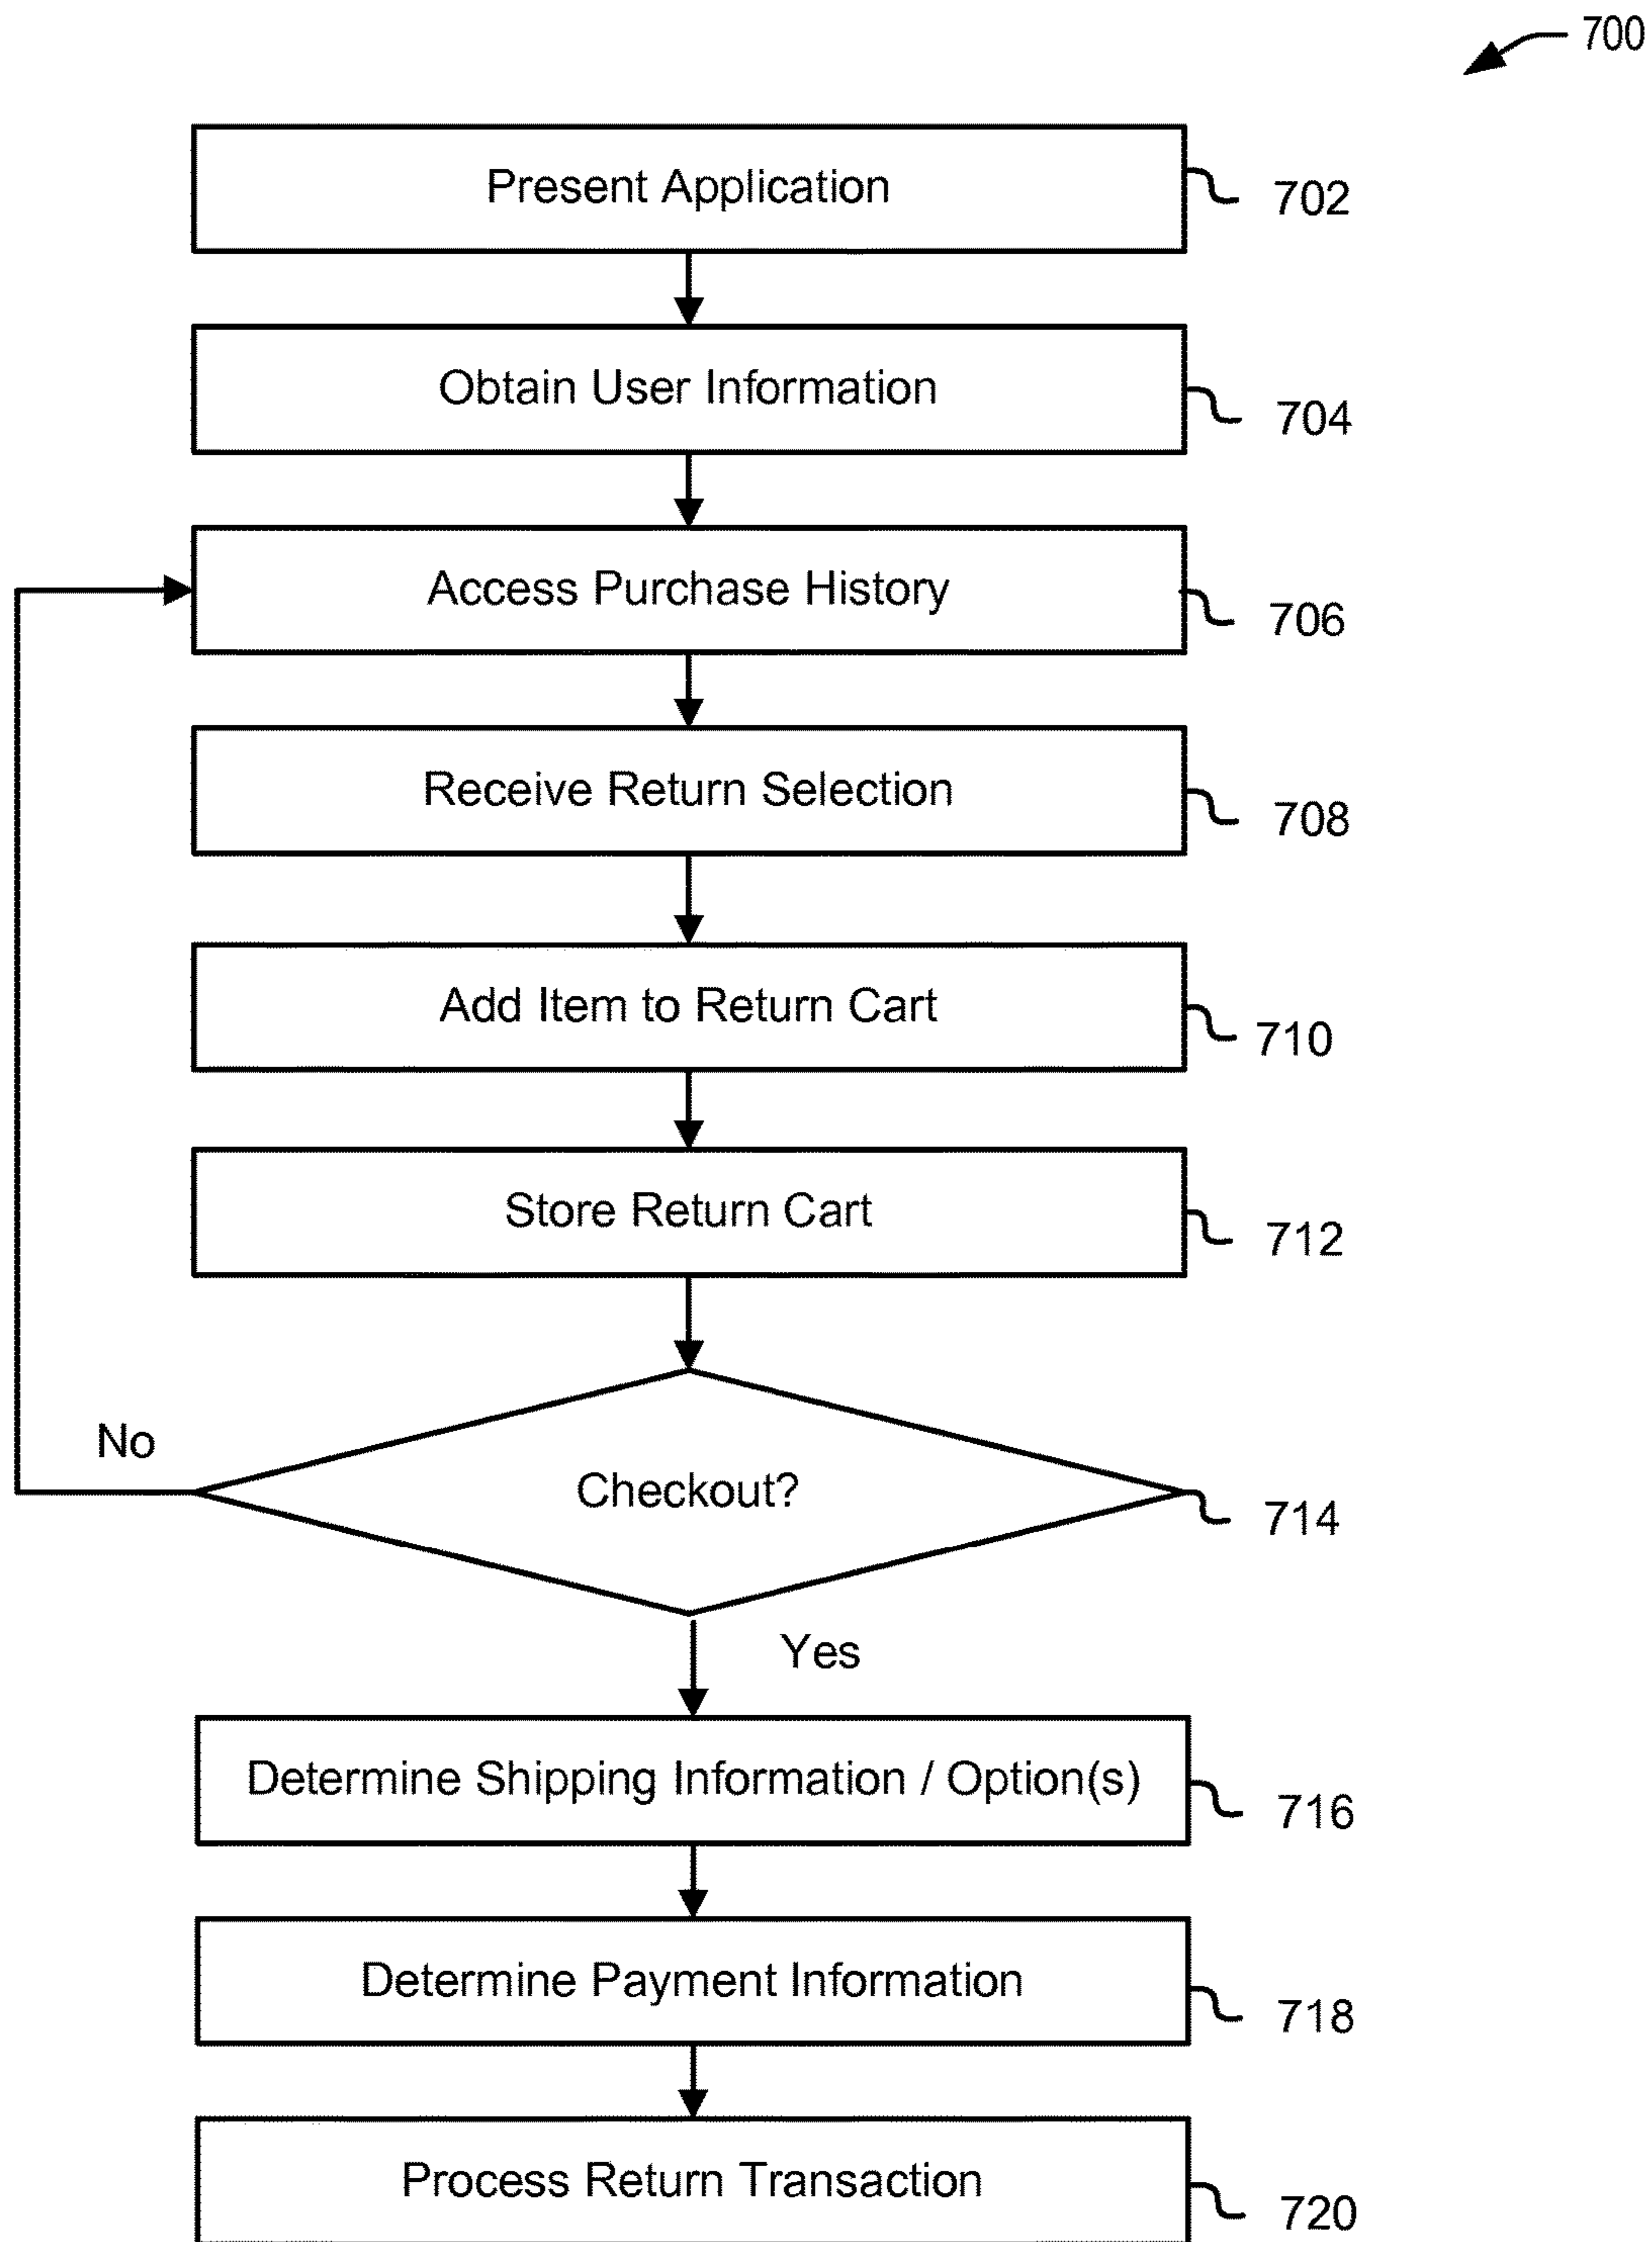 700
Present Application
702
Obtain User Information
704
Access Purchase History
706
Receive Return Selection
708
Add Item to Return Cart
710
Store Return Cart
712
No
Checkout?
714
Yes
Determine Shipping Information / Option(s)
716
Determine Payment Information
718
Process Return Transaction
720